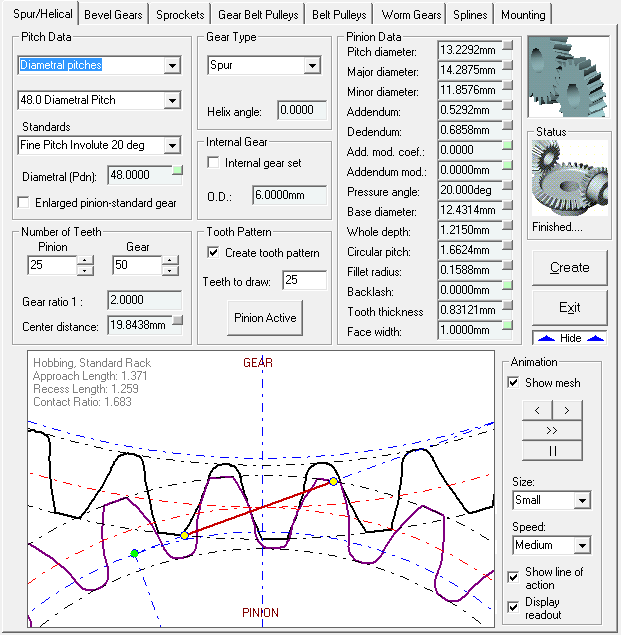 Spur/Helical Bevel Gears Sprockets Gear Belt Pulleys Belt Pulleys Worm Gears Splines Mounting
Pitch Data
Diametral pitches
48.0 Diametral Pitch
Standards
Fine Pitch Involute 20 deg
Diametral (Pdn): 48.0000
Enlarged pinion-standard gear
Gear Type
Spur
Helix angle: 0.0000
Internal Gear
Internal gear set
O.D.: 6.0000mm
Number of Teeth
Pinion Gear
25 50
Gear ratio 1 : 2.0000
Center distance: 19.8438mm
Tooth Pattern
Create tooth pattern
Teeth to draw: 25
Pinion Active
Pinion Data
Pitch diameter: 13.2292mm
Major diameter: 14.2875mm
Minor diameter: 11.8576mm
Addendum: 0.5292mm
Dedendum: 0.6858mm
Add. mod. coef.: 0.0000
Addendum mod.: 0.0000mm
Pressure angle: 20.000deg
Base diameter: 12.4314mm
Whole depth: 1.2150mm
Circular pitch: 1.6624mm
Fillet radius: 0.1588mm
Backlash: 0.0000mm
Tooth thickness 0.83121mm
Face width: 1.0000mm
Status
Finished....
Create
Exit
Hide
Hobbing, Standard Rack
Approach Length: 1.371
Recess Length: 1.259
Contact Ratio: 1.683
GEAR
PINION
Animation
Show mesh
< >
>>
||
Size:
Small
Speed:
Medium
Show line of
action
Display
readout